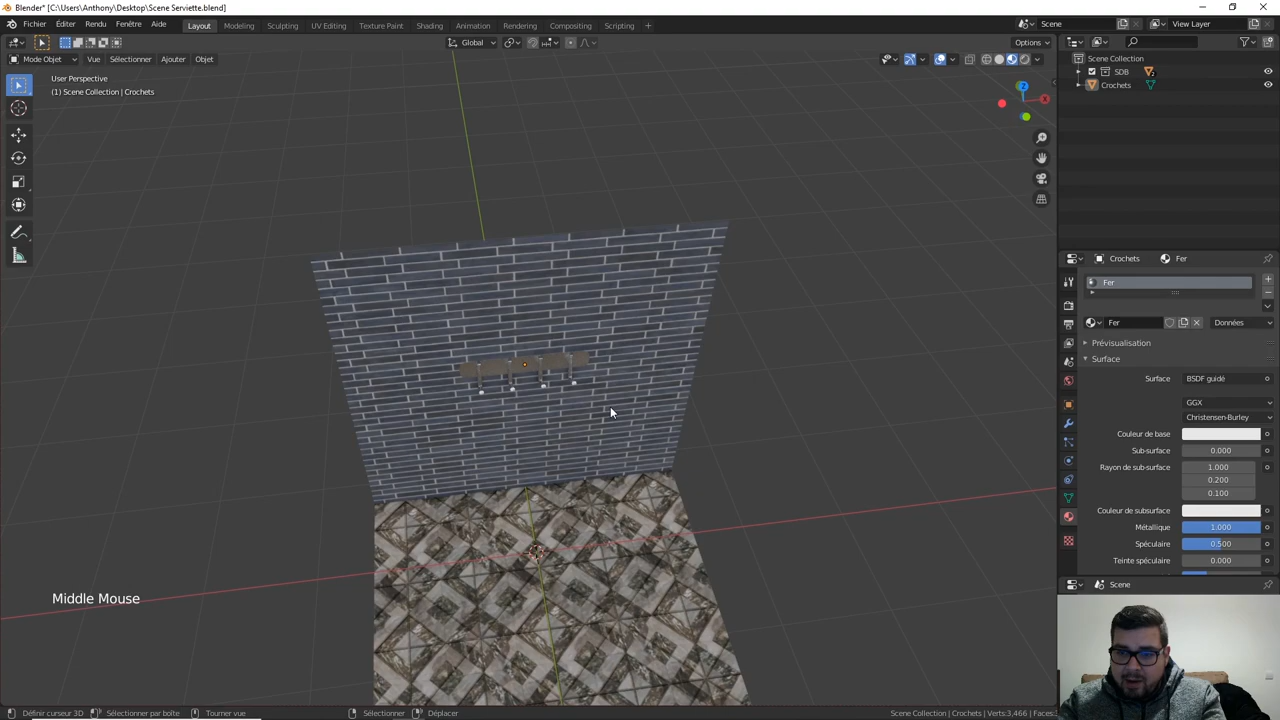 Blender* [C:\Users\Anthony\Desktop\Scene Serviette.blend]
Fichier Éditer Rendu Fenêtre Aide Layout Modeling Sculpting UV Editing Texture Paint Shading Animation Rendering Compositing Scripting + Scene View Layer
Global Options
Mode Objet Vue Sélectionner Ajouter Objet
User Perspective
(1) Scene Collection | Crochets
Scene Collection
SDB
Crochets
Z
X
Crochets Fer
Fer
Fer Données
Prévisualisation
Surface
Surface BSDF guidé
GGX
Christensen-Burley
Couleur de base
Sub-surface 0.000
Rayon de sub-surface 1.000
0.200
0.100
Couleur de subsurface
Métallique 1.000
Spéculaire 0.500
Teinte spéculaire 0.000
Scene
Middle Mouse
Définir curseur 3D Sélectionner par boîte Tourner vue Sélectionner Déplacer Scene Collection | Crochets | Verts:3,466 | Faces: